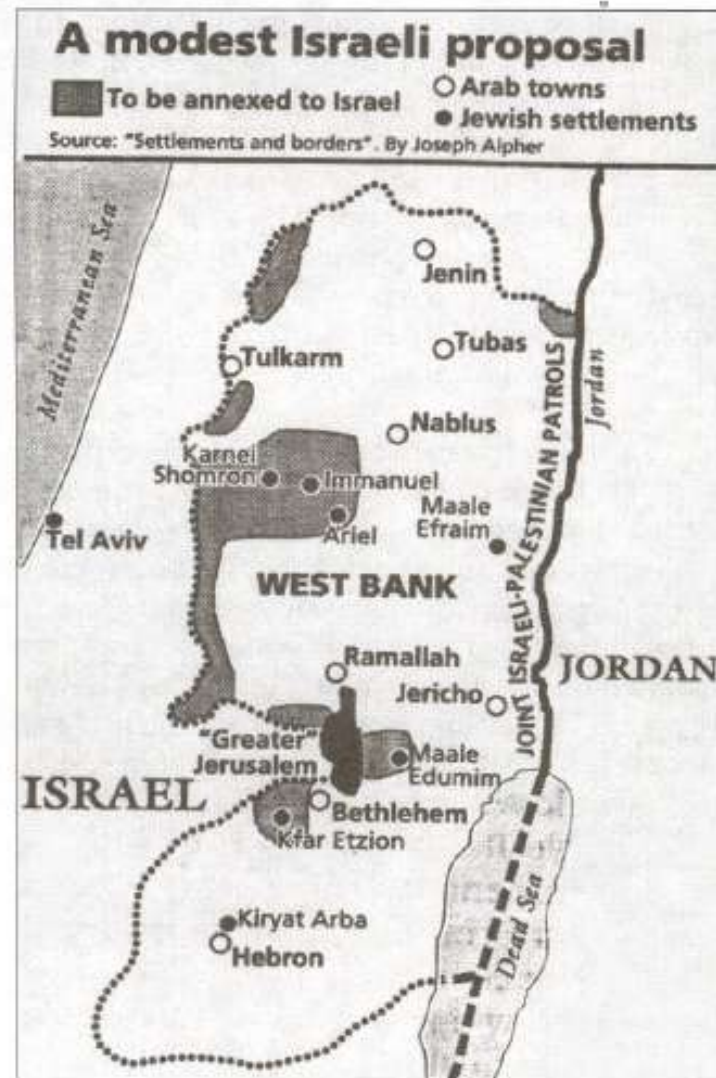 A modest Israeli proposal
To be annexed to Israel
Arab towns
Jewish settlements
Source: "Settlements and borders". By Joseph Alpher
Mediterranean Sea
Jenin
Tulkarm
Tubas
Jordan
Nablus
Karnei
Shomron
Immanuel
Ariel
Maale
Efraim
Tel Aviv
JOINT ISRAELI-PALESTINIAN PATROLS
WEST BANK
Ramallah
JORDAN
Jericho
"Greater"
Jerusalem
Maale
Edumim
ISRAEL
Bethlehem
Kfar Etzion
Dead Sea
Kiryat Arba
Hebron